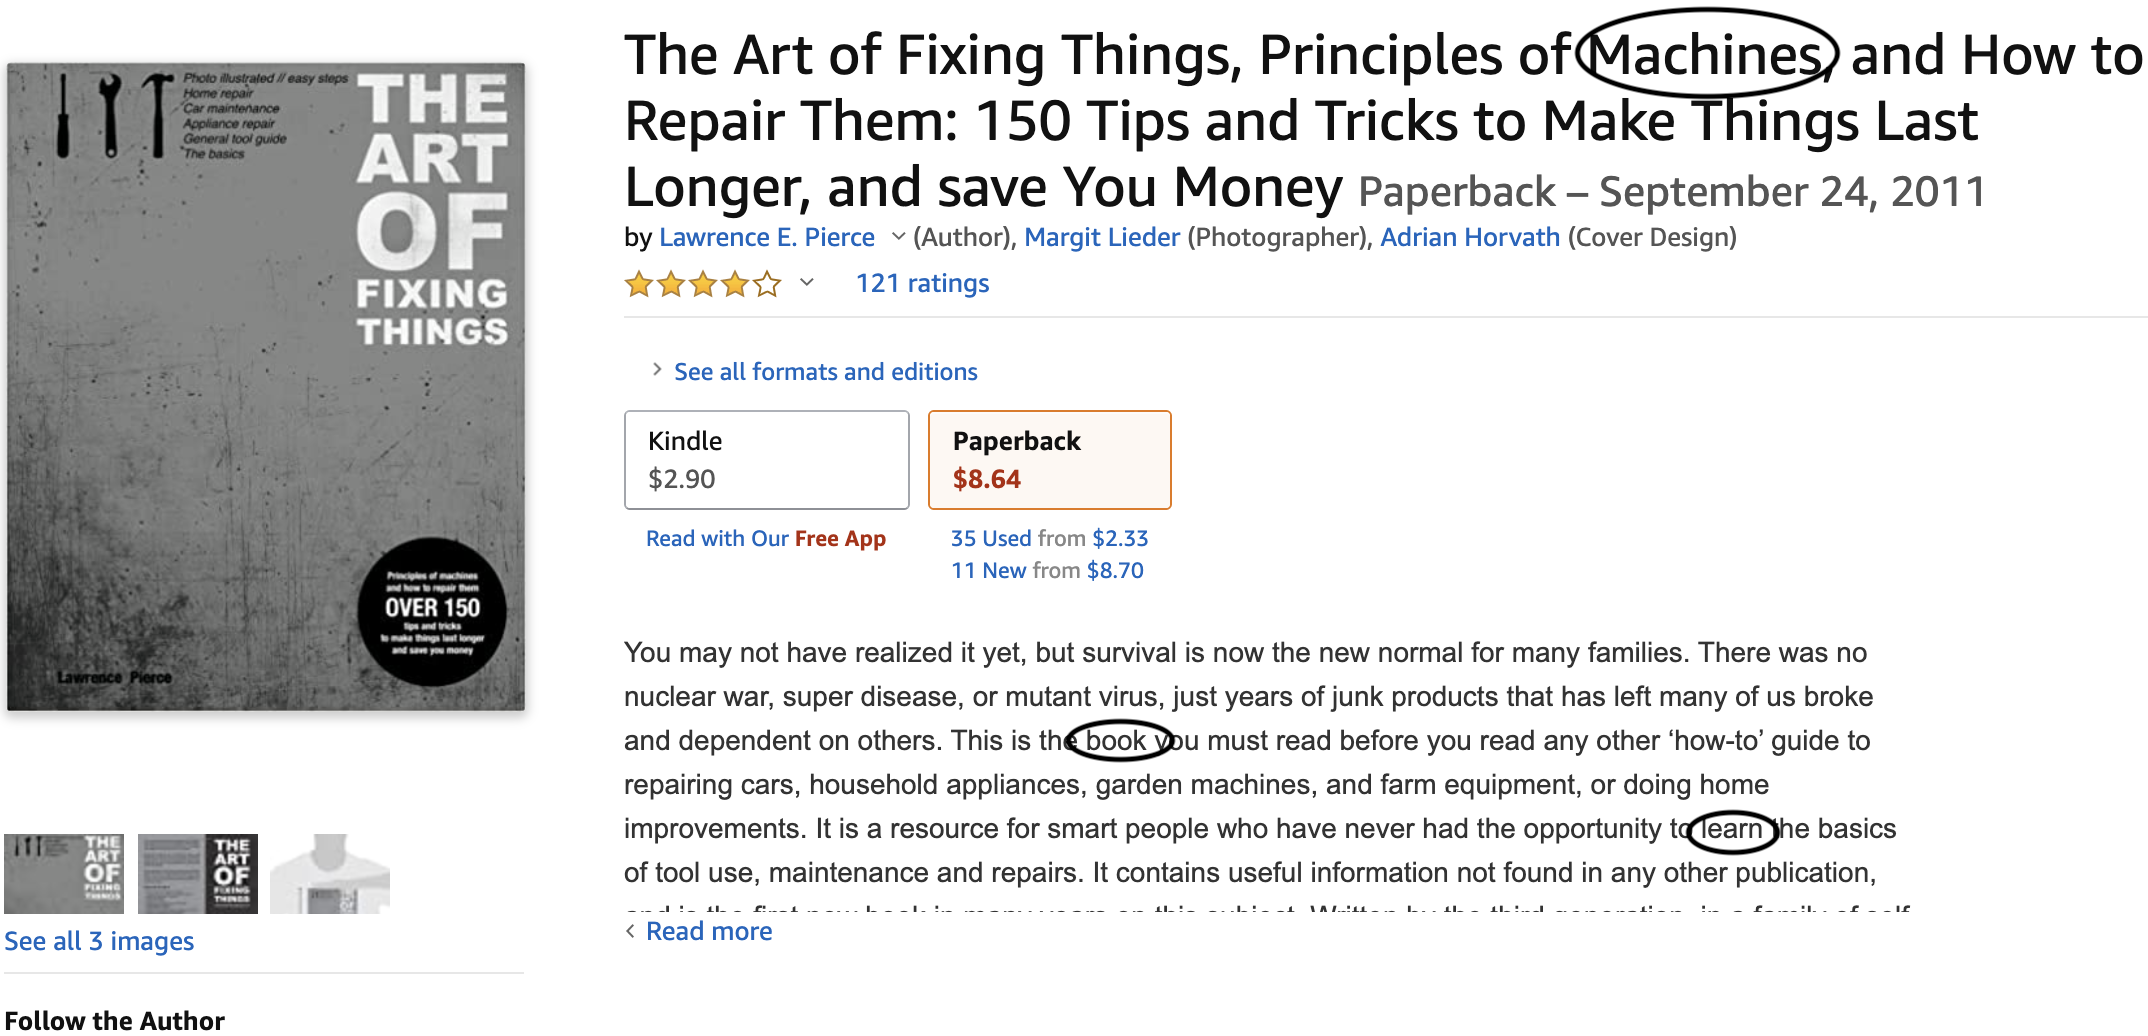 Photo illustrated // easy steps
Home repair
Car maintenance
Appliance repair
General tool guide
The basics
THE
ART
OF
FIXING
THINGS
Principles of machines
and how to repair them
OVER 150
tips and tricks
to make things last longer
and save you money
Lawrence Pierce
THE
ART
OF
FIXING
THINGS
THE
ART
OF
FIXING
THINGS
See all 3 images
Follow the Author
The Art of Fixing Things, Principles of Machines, and How to
Repair Them: 150 Tips and Tricks to Make Things Last
Longer, and save You Money Paperback – September 24, 2011
by Lawrence E. Pierce (Author), Margit Lieder (Photographer), Adrian Horvath (Cover Design)
121 ratings
See all formats and editions
Kindle
$2.90
Paperback
$8.64
Read with Our Free App
35 Used from $2.33
11 New from $8.70
You may not have realized it yet, but survival is now the new normal for many families. There was no
nuclear war, super disease, or mutant virus, just years of junk products that has left many of us broke
and dependent on others. This is the book you must read before you read any other ‘how-to’ guide to
repairing cars, household appliances, garden machines, and farm equipment, or doing home
improvements. It is a resource for smart people who have never had the opportunity to learn the basics
of tool use, maintenance and repairs. It contains useful information not found in any other publication,
Read more